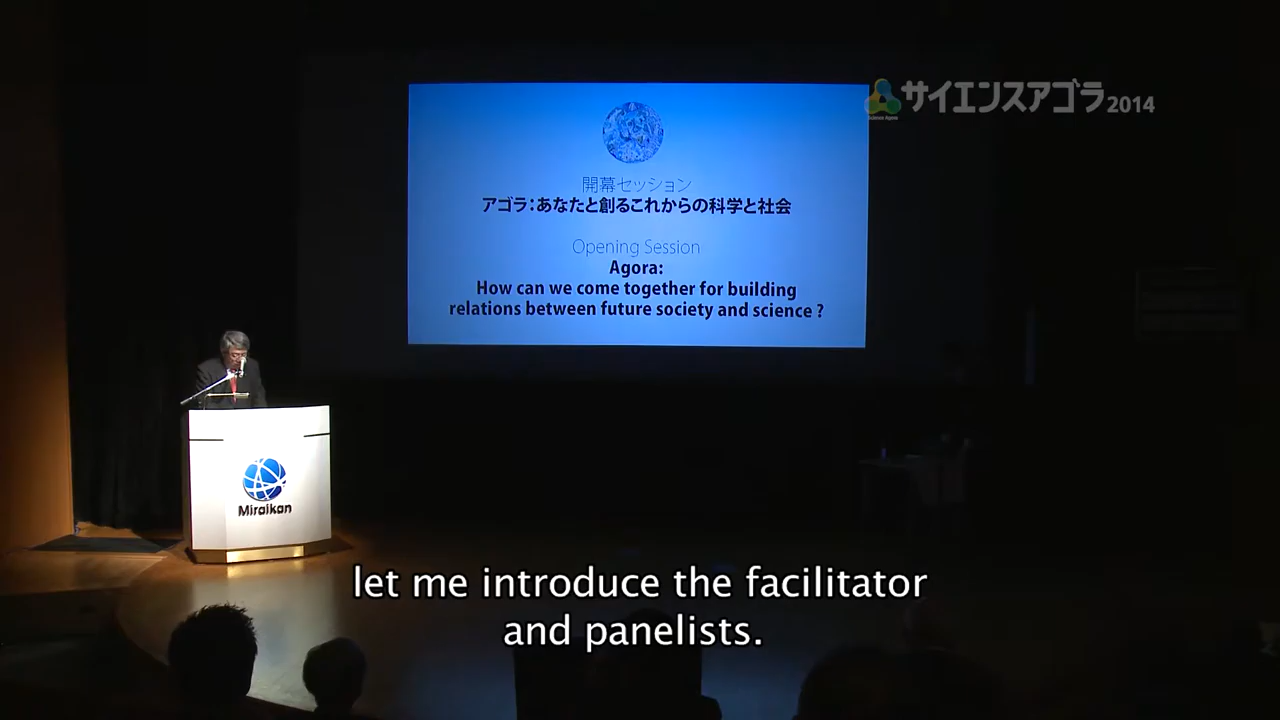 サイエンスアゴラ2014
Science Agora
開幕セッション
アゴラ：あなたと創るこれからの科学と社会
Opening Session
Agora:
How can we come together for building
relations between future society and science ?
Miraikan
let me introduce the facilitator
and panelists.